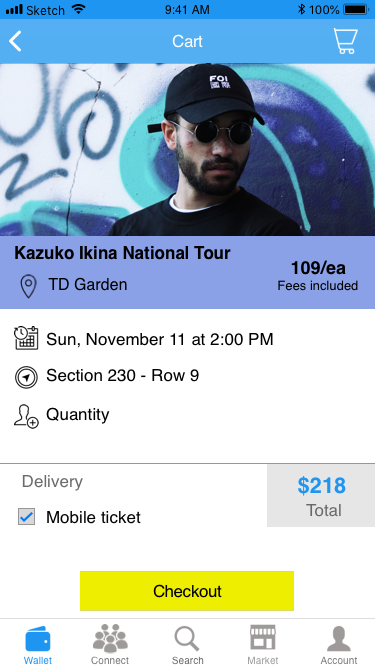 Sketch 9:41 AM 100%
Cart
FOI
Kazuko Ikina National Tour
109/ea
TD Garden
Fees included
Sun, November 11 at 2:00 PM
Section 230 - Row 9
Quantity
Delivery
$218
Total
Mobile ticket
Checkout
Wallet Connect Search Market Account